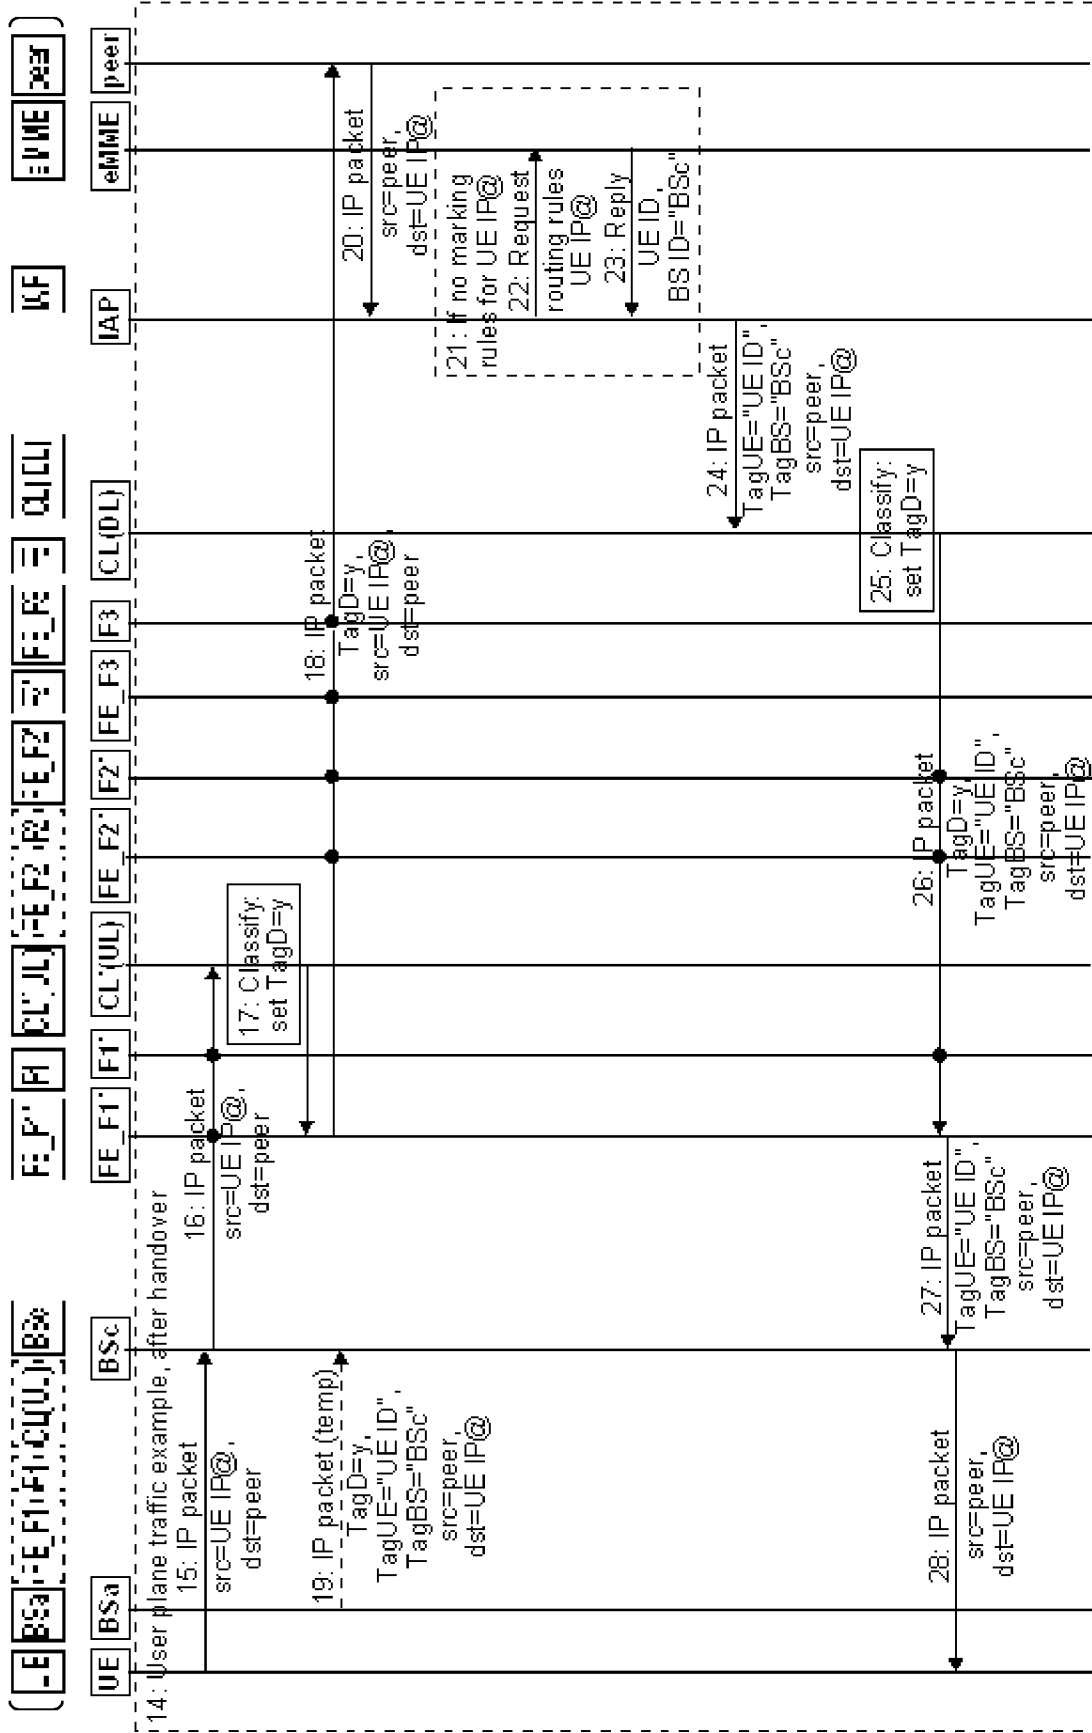 UE
BSa
BSc
FE_F1'
F1'
CL'(UL)
FE_F2'
F2'
FE_F3
F3
CL(DL)
IAP
eMME
peer
14: User plane traffic example, after handover
15: IP packet
src=UE IP@,
dst=peer
16: IP packet
src=UE IP@,
dst=peer
17: Classify:
set TagD=y
18: IP packet
TagD=y,
src=UE IP@,
dst=peer
19: IP packet (temp)
TagD=y,
TagUE="UE ID",
TagBS="BSc"
src=peer,
dst=UE IP@
20: IP packet
src=peer,
dst=UE IP@
21: If no marking
rules for UE IP@
22: Request
routing rules
UE IP@
23: Reply
UE ID,
BS ID="BSc"
24: IP packet
TagUE="UE ID",
TagBS="BSc"
src=peer,
dst=UE IP@
25: Classify:
set TagD=y
26: IP packet
TagD=y,
TagUE="UE ID",
TagBS="BSc"
src=peer,
dst=UE IP@
27: IP packet
TagUE="UE ID",
TagBS="BSc"
src=peer,
dst=UE IP@
28: IP packet
src=peer,
dst=UE IP@